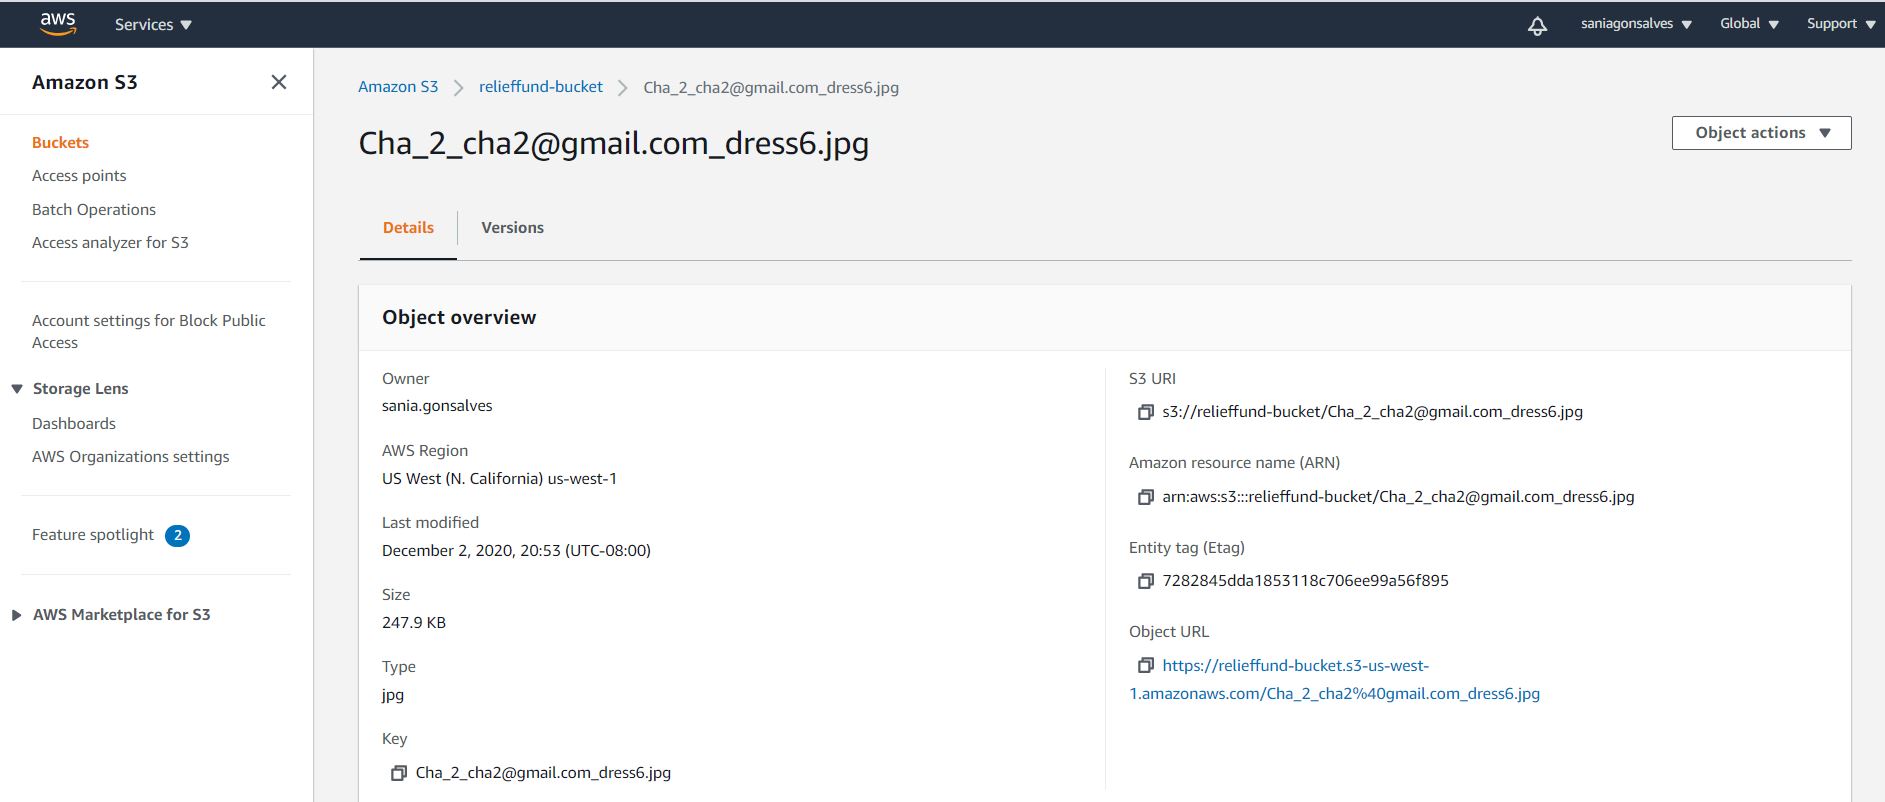 aws
Services
saniagonsalves
Global
Support
Amazon S3
Buckets
Access points
Batch Operations
Access analyzer for S3
Account settings for Block Public
Access
Storage Lens
Dashboards
AWS Organizations settings
Feature spotlight 2
AWS Marketplace for S3
Amazon S3
relieffund-bucket
Cha_2_cha2@gmail.com_dress6.jpg
Cha_2_cha2@gmail.com_dress6.jpg
Object actions
Details
Versions
Object overview
Owner
sania.gonsalves
AWS Region
US West (N. California) us-west-1
Last modified
December 2, 2020, 20:53 (UTC-08:00)
Size
247.9 KB
Type
jpg
Key
Cha_2_cha2@gmail.com_dress6.jpg
S3 URI
s3://relieffund-bucket/Cha_2_cha2@gmail.com_dress6.jpg
Amazon resource name (ARN)
arn:aws:s3:::relieffund-bucket/Cha_2_cha2@gmail.com_dress6.jpg
Entity tag (Etag)
7282845dda1853118c706ee99a56f895
Object URL
https://relieffund-bucket.s3-us-west-
1.amazonaws.com/Cha_2_cha2%40gmail.com_dress6.jpg